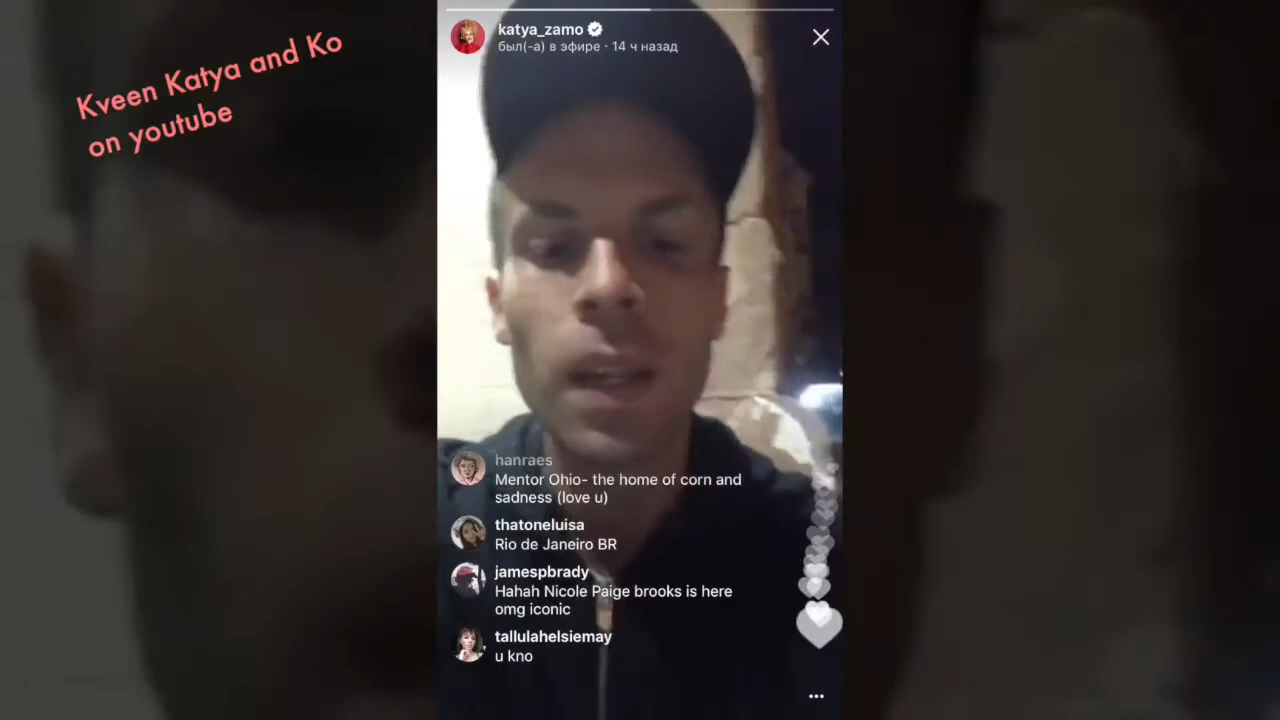 Kveen Katya and Ko
on youtube
katya_zamo
был(-а) в эфире · 14 ч назад
hanraes
Mentor Ohio- the home of corn and
sadness (love u)
thatoneluisa
Rio de Janeiro BR
jamespbrady
Hahah Nicole Paige brooks is here
omg iconic
tallulahelsiemay
u kno